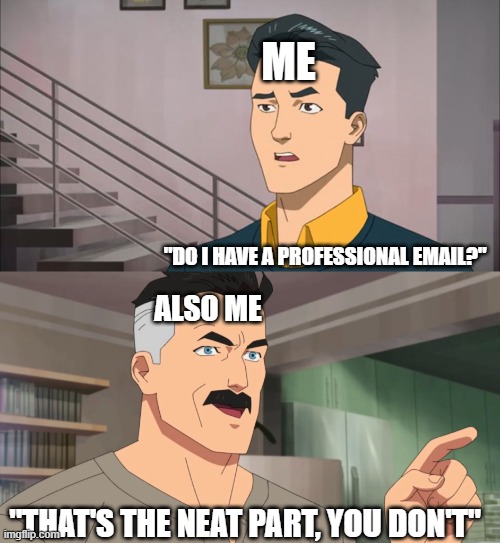 ME
"DO I HAVE A PROFESSIONAL EMAIL?"
ALSO ME
"THAT'S THE NEAT PART, YOU DON'T"
imgflip.com